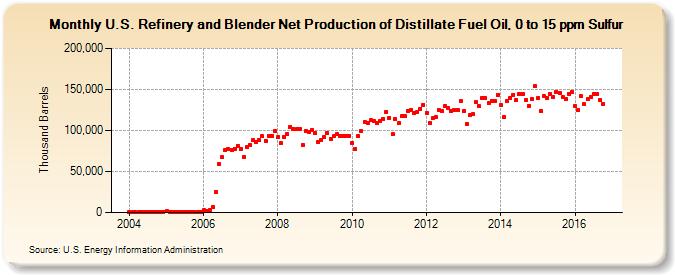 Monthly U.S. Refinery and Blender Net Production of Distillate Fuel Oil, 0 to 15 ppm Sulfur
Thousand Barrels
200,000
150,000
100,000
50,000
0
2004 2006 2008 2010 2012 2014 2016
Source: U.S. Energy Information Administration